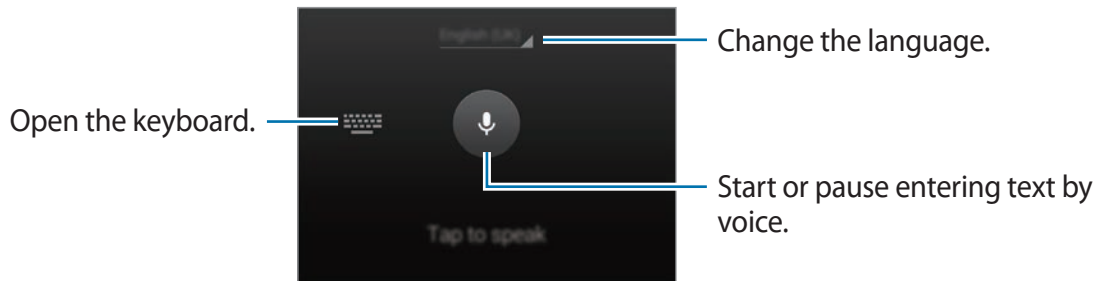 English (UK)
Change the language.
Open the keyboard.
Start or pause entering text by
voice.
Tap to speak